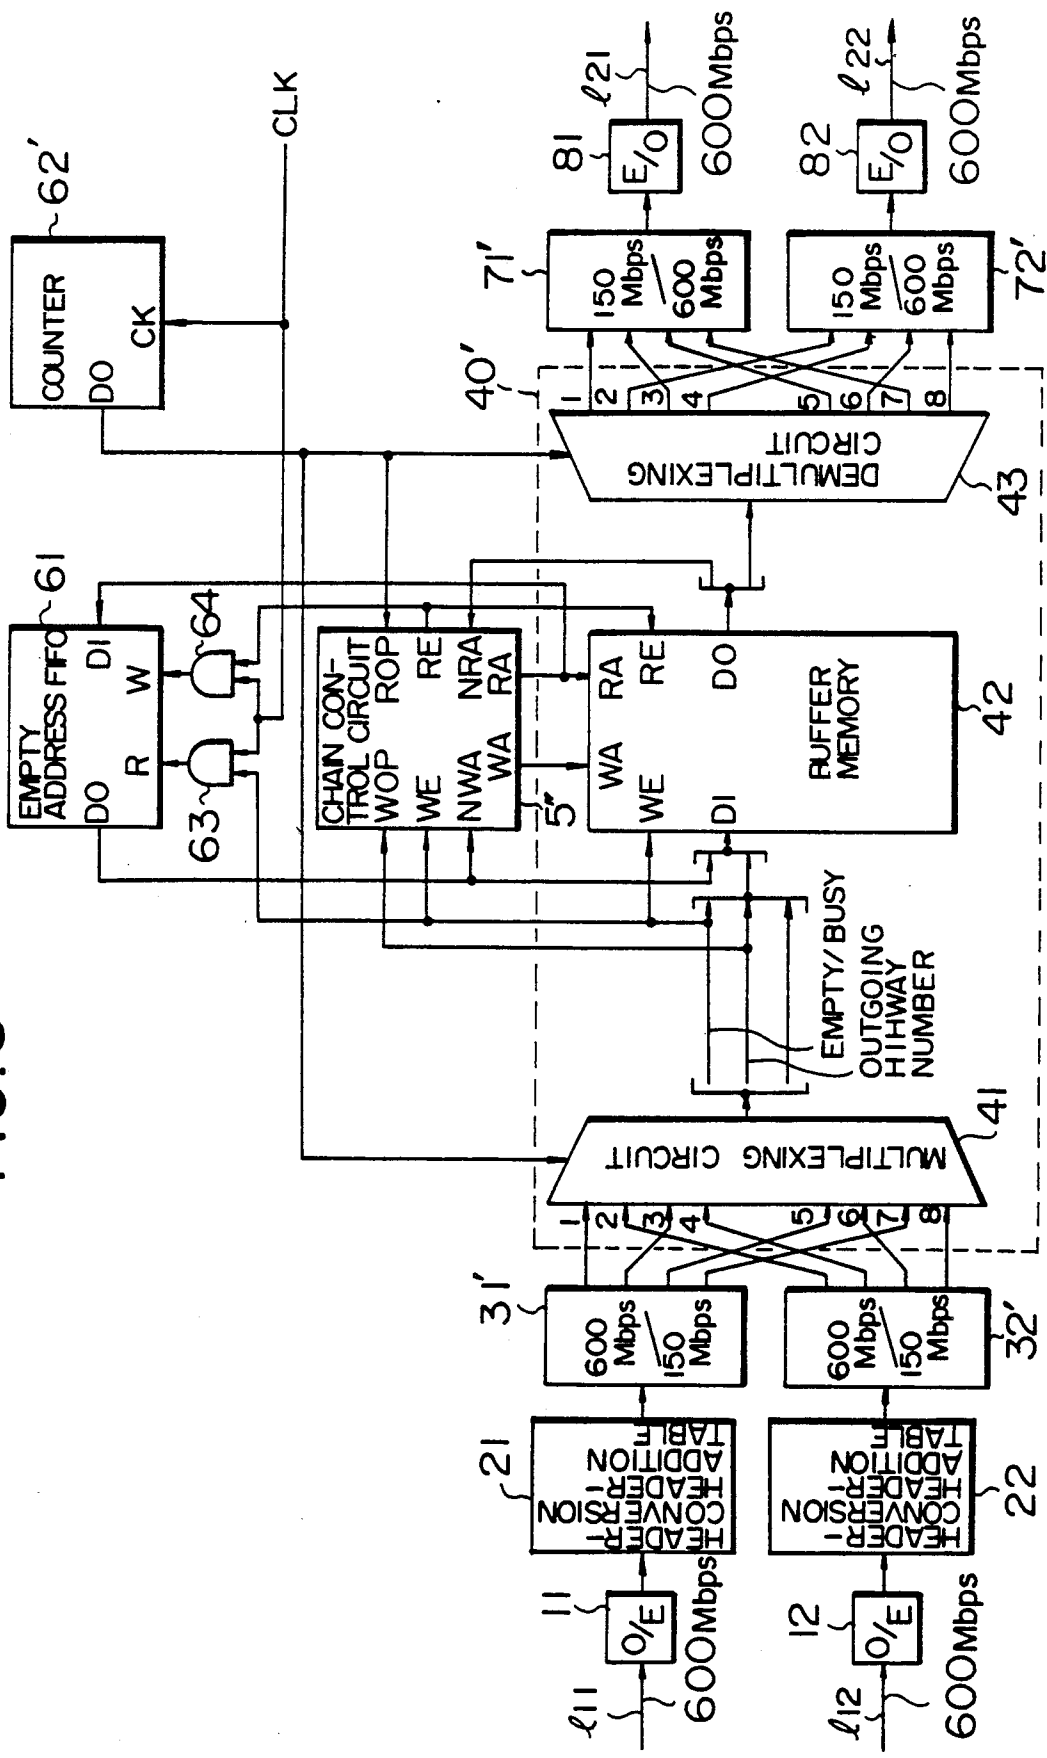 ℓ11
600Mbps
11
O/E
21
HEADER-
CONVERSION
HEADER-
ADDITION
TABLE
31'
600
Mbps
/
150
Mbps
ℓ12
600Mbps
12
O/E
22
HEADER-
CONVERSION
HEADER-
ADDITION
TABLE
32'
600
Mbps
/
150
Mbps
1
2
3
4
5
6
7
8
MULTIPLEXING CIRCUIT
41
EMPTY/BUSY
OUTGOING
HIHWAY
NUMBER
EMPTY
ADDRESS FIFO
DO
DI
R
W
61
63
64
CHAIN CON-
TROL CIRCUIT
WOP
ROP
WE
RE
NWA
NRA
WA
RA
5"
WA
RA
WE
RE
DI
DO
BUFFER
MEMORY
42
COUNTER
DO
CK
62'
CLK
40'
DEMULTIPLEXING
CIRCUIT
43
1
2
3
4
5
6
7
8
71'
150
Mbps
/
600
Mbps
81
E/O
ℓ21
600Mbps
72'
150
Mbps
/
600
Mbps
82
E/O
ℓ22
600Mbps